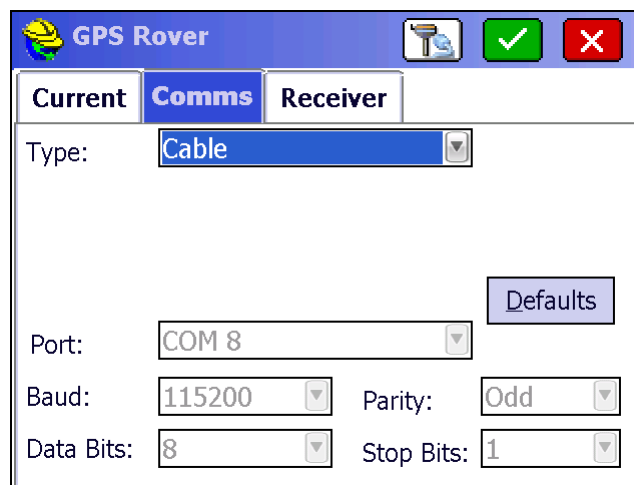 GPS Rover
Current Comms Receiver
Type: Cable
Defaults
Port: COM 8
Baud: 115200 Parity: Odd
Data Bits: 8 Stop Bits: 1